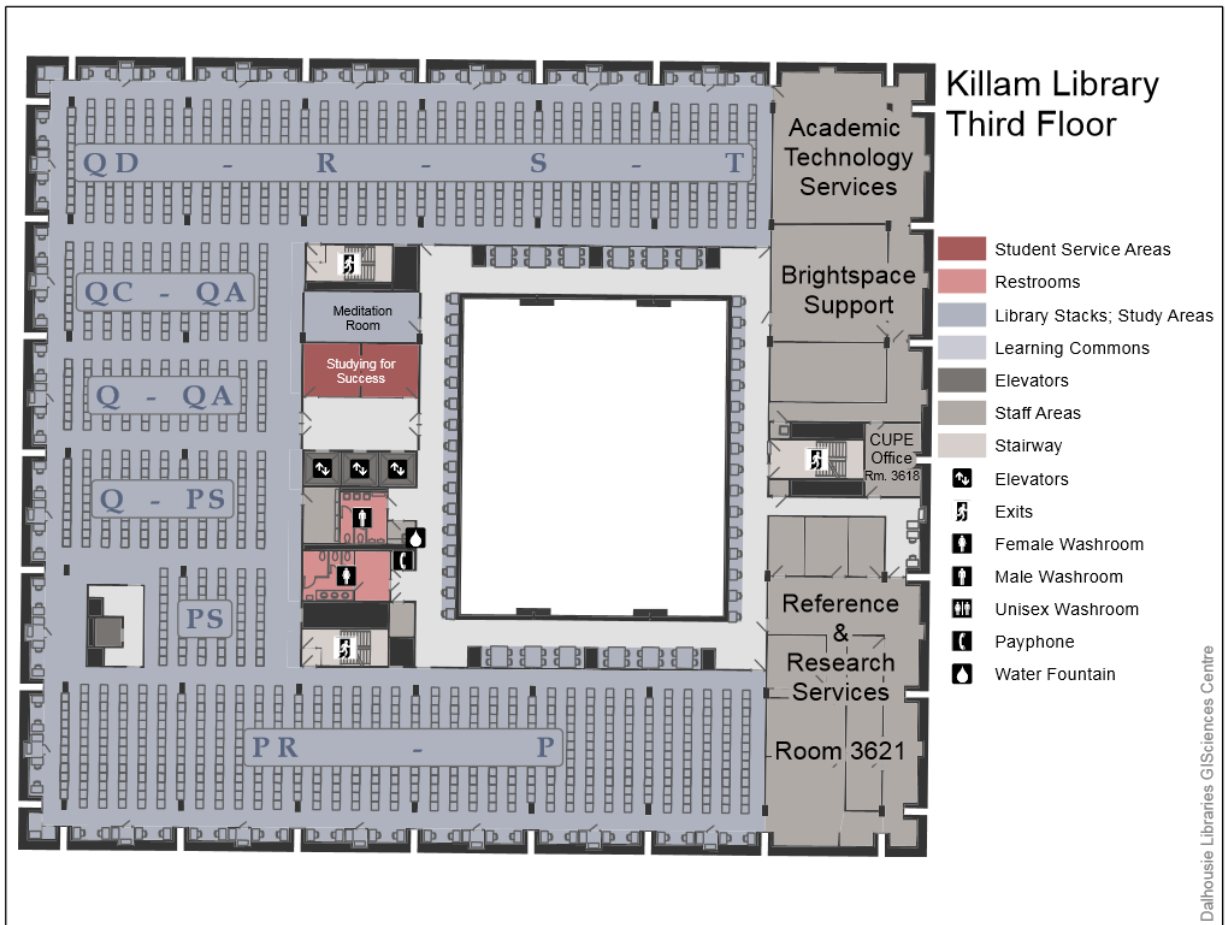 Killam Library
Third Floor
QD - R - S - T
QC - QA
Q - QA
Q - PS
PS
PR - P
Meditation
Room
Studying for
Success
Academic
Technology
Services
Brightspace
Support
CUPE
Office
Rm. 3618
Reference
&
Research
Services
Room 3621
Student Service Areas
Restrooms
Library Stacks; Study Areas
Learning Commons
Elevators
Staff Areas
Stairway
Elevators
Exits
Female Washroom
Male Washroom
Unisex Washroom
Payphone
Water Fountain
Dalhousie Libraries GISciences Centre